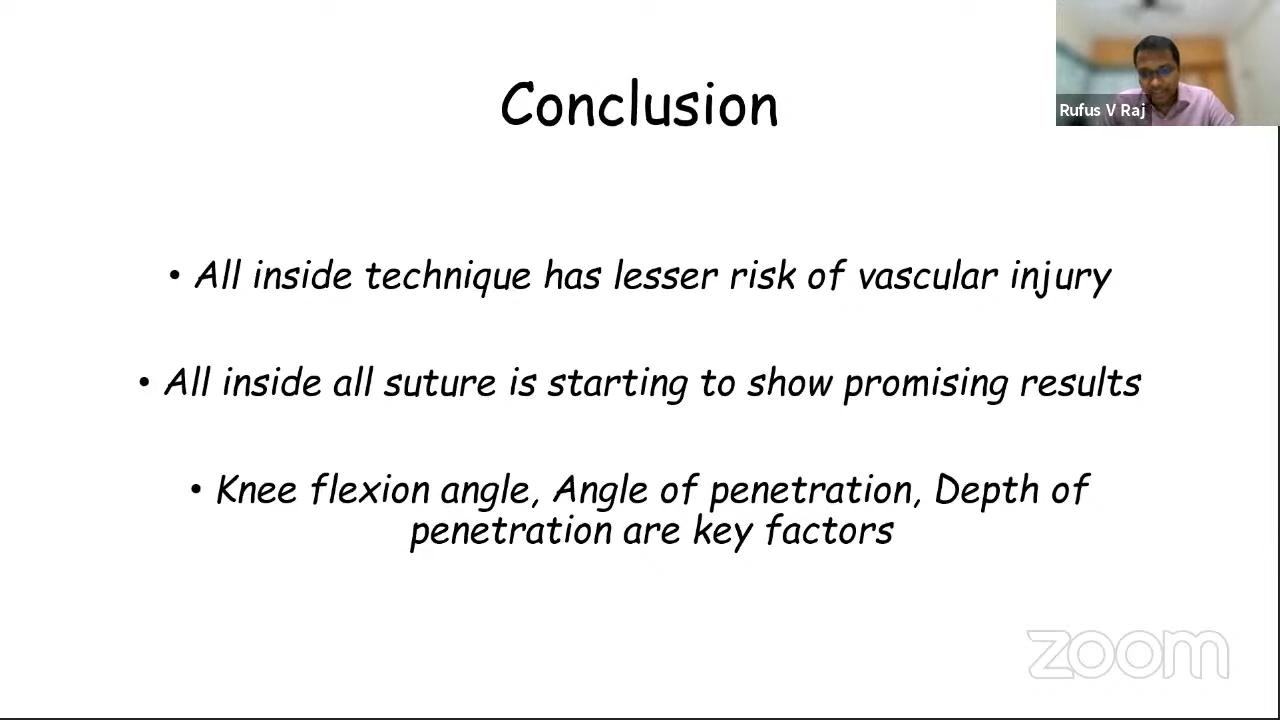 Conclusion
Rufus V Raj
• All inside technique has lesser risk of vascular injury
• All inside all suture is starting to show promising results
• Knee flexion angle, Angle of penetration, Depth of
penetration are key factors
zoom